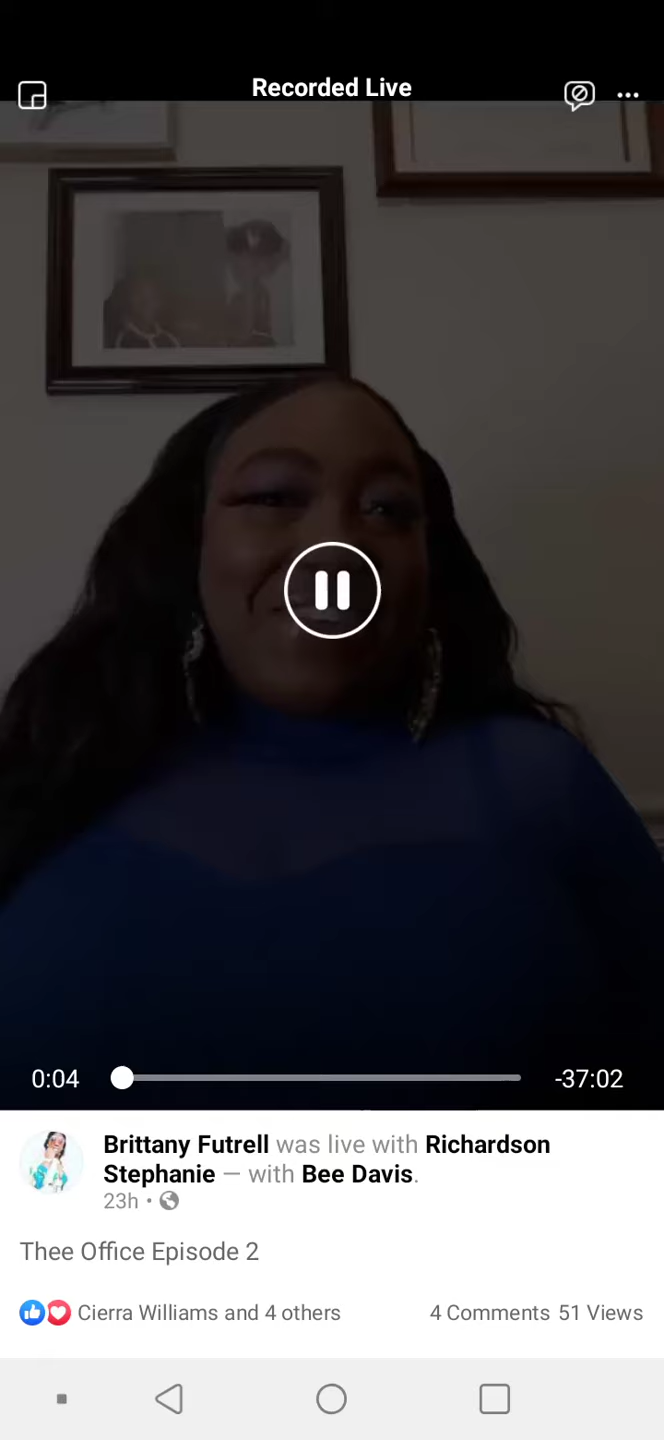 Recorded Live
0:04
-37:02
Brittany Futrell was live with Richardson
Stephanie — with Bee Davis.
23h •
Thee Office Episode 2
Cierra Williams and 4 others
4 Comments 51 Views